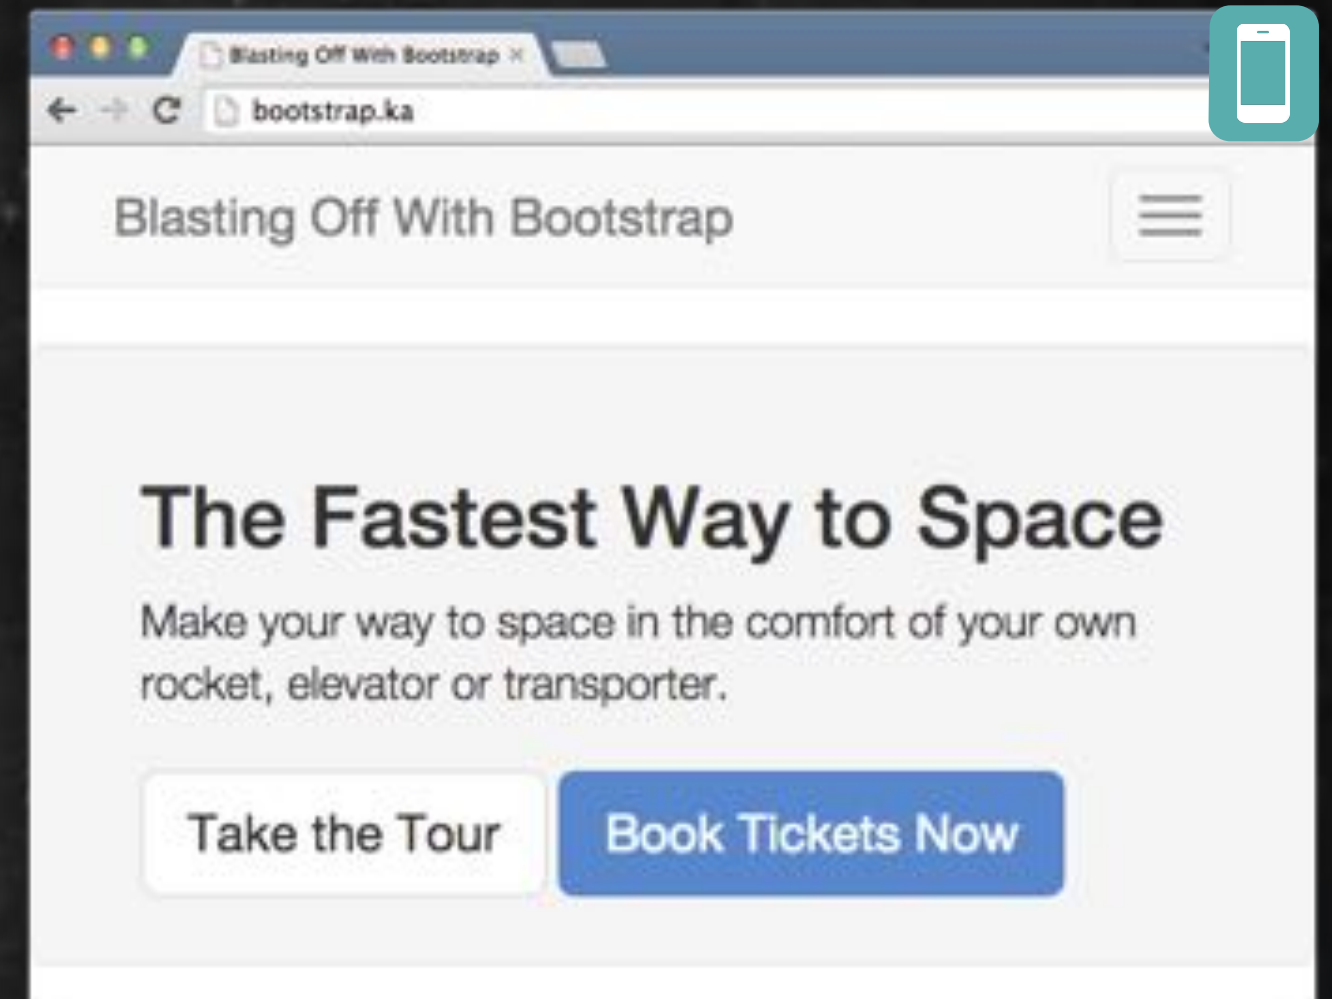 Blasting Off With Bootstrap
bootstrap.ka
Blasting Off With Bootstrap
The Fastest Way to Space
Make your way to space in the comfort of your own
rocket, elevator or transporter.
Take the Tour
Book Tickets Now